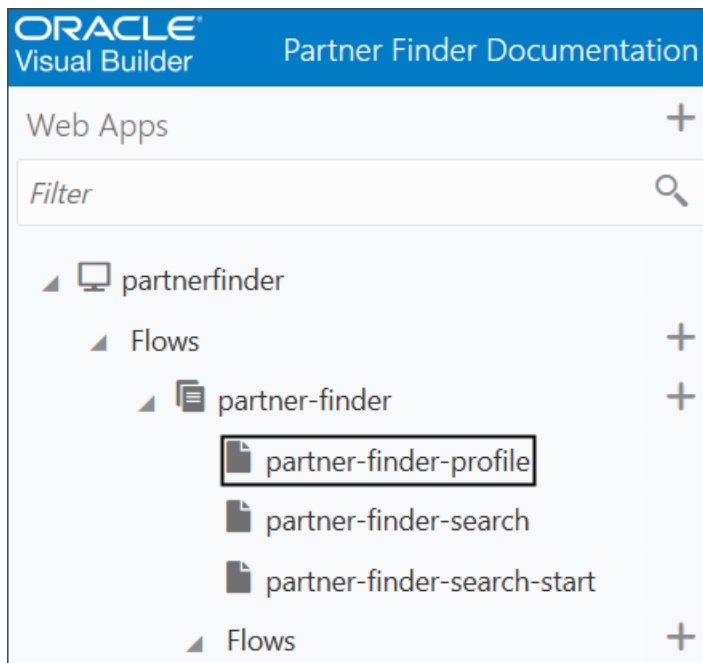 ORACLE
Visual Builder
Partner Finder Documentation
Web Apps
Filter
partnerfinder
Flows
partner-finder
partner-finder-profile
partner-finder-search
partner-finder-search-start
Flows